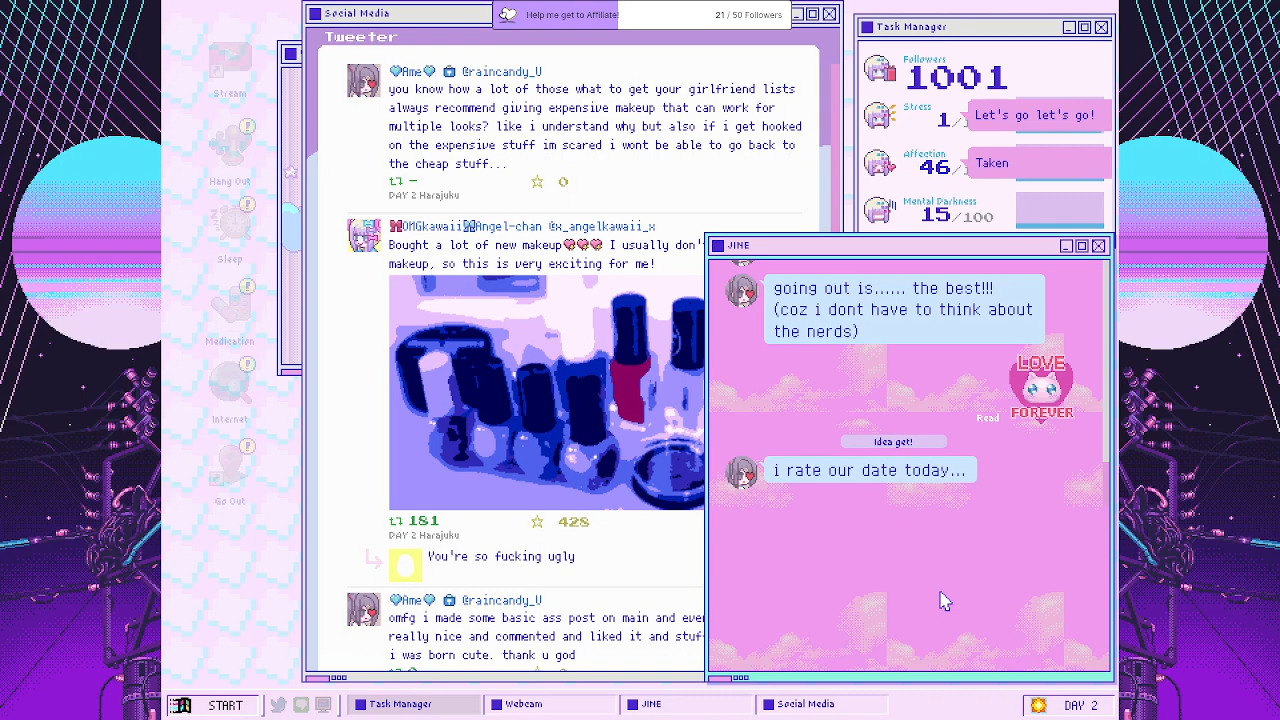 Social Media
Help me get to Affiliate!
21 / 50 Followers
Tweeter
Task Manager
Stream
Hang Out
Sleep
Medication
Internet
Go Out
Ame @raincandy_U
you know how a lot of those what to get your girlfriend lists
always recommend giving expensive makeup that can work for
multiple looks? like i understand why but also if i get hooked
on the expensive stuff im scared i wont be able to go back to
the cheap stuff...
0
DAY 2 Harajuku
OMGkawaiiAngel-chan @x_angelkawaii_x
Bought a lot of new makeup I usually don'
makeup, so this is very exciting for me!
181 428
DAY 2 Harajuku
You're so fucking ugly
Ame @raincandy_U
omfg i made some basic ass post on main and ever
really nice and commented and liked it and stuf
i was born cute. thank u god
Followers
1001
Stress
1/
Let's go let's go!
Affection
46/
Taken
Mental Darkness
15/100
JINE
going out is...... the best!!!
(coz i dont have to think about
the nerds)
LOVE
FOREVER
Read
Idea get!
i rate our date today...
START
Task Manager
Webcam
JINE
Social Media
DAY 2